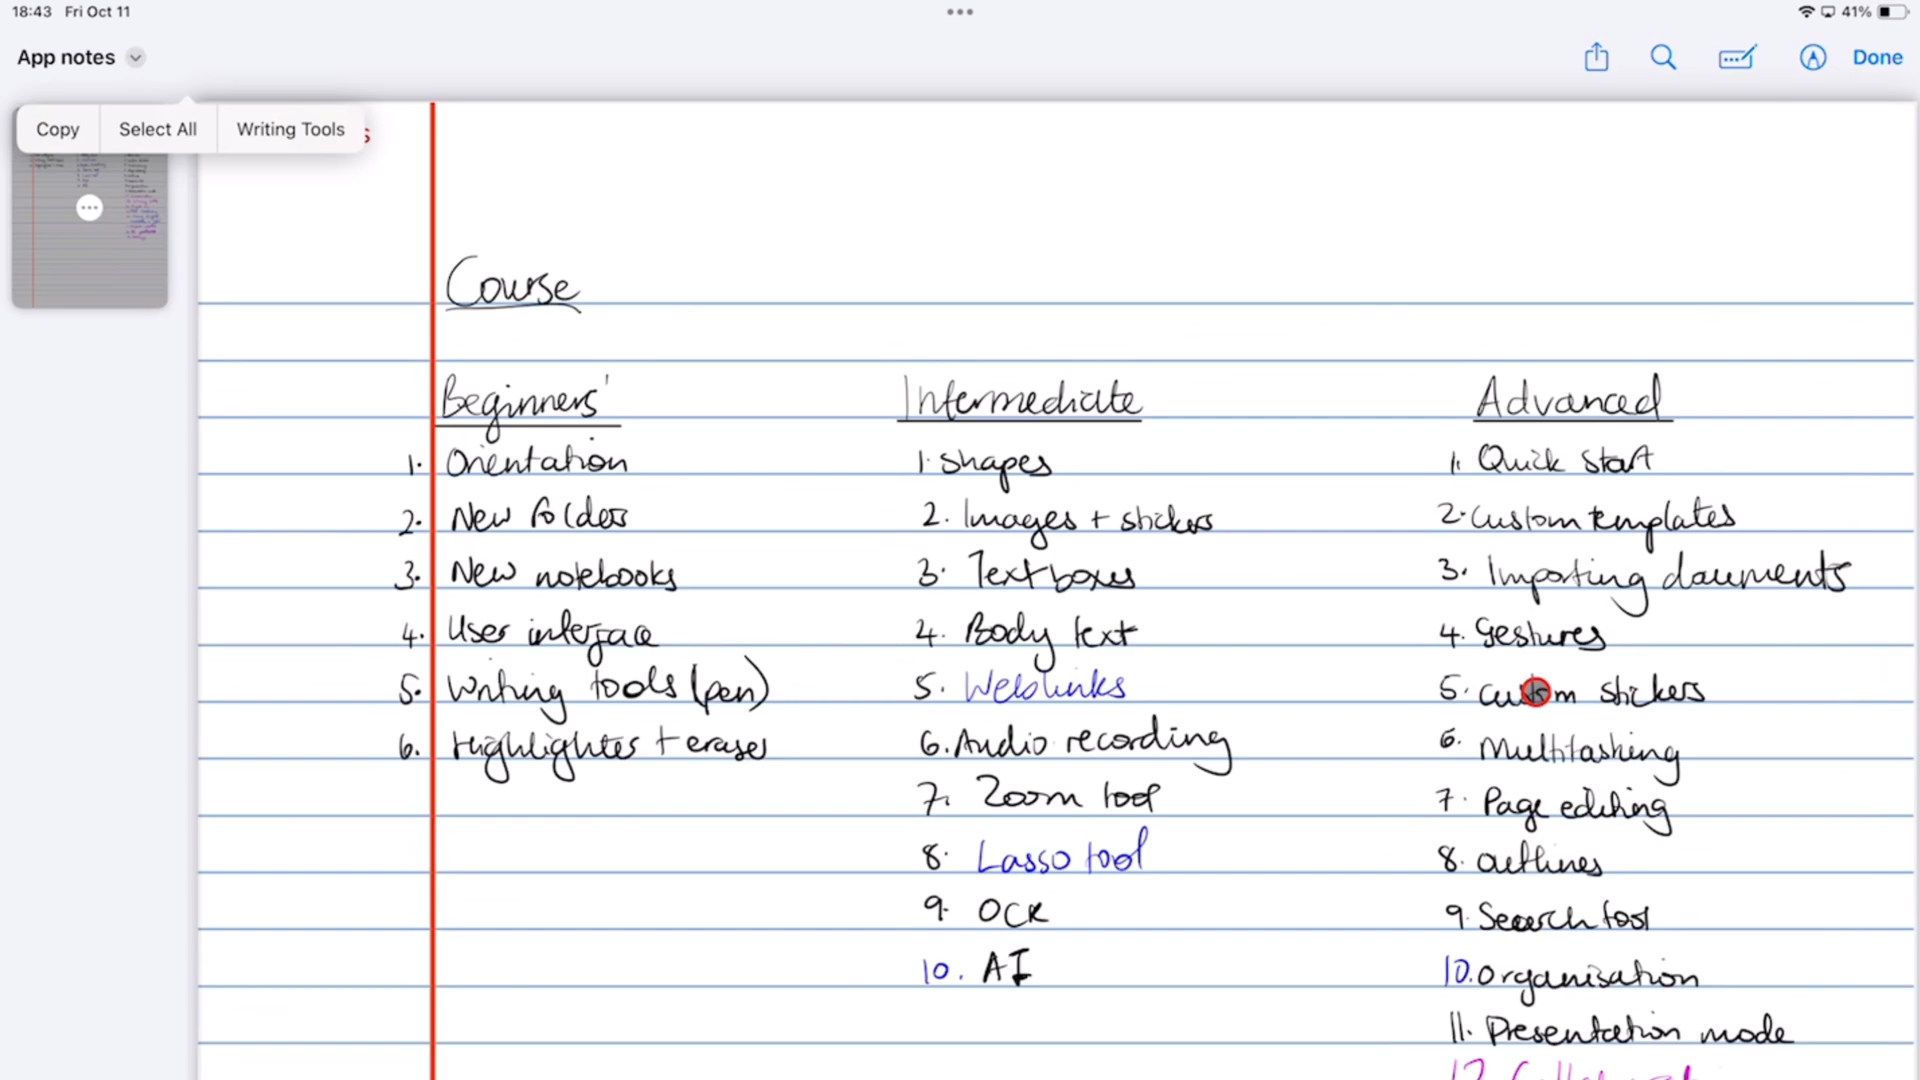 18:43 Fri Oct 11
41%
App notes
Done
Copy
Select All
Writing Tools
s
Course
Beginners'
1. Orientation
2. New folders
3. New notebooks
4. User interface
5. Writing tools (pen)
6. Highlighter + eraser
Intermediate
1. Shapes
2. Images + stickers
3. Text boxes
4. Body text
5. Web links
6. Audio recording
7. Zoom tool
8. Lasso tool
9. OCR
10. AI
Advanced
1. Quick start
2. Custom templates
3. Importing documents
4. Gestures
5. Custom stickers
6. Multitasking
7. Page editing
8. Outlines
9. Search tool
10. Organisation
11. Presentation mode
12.